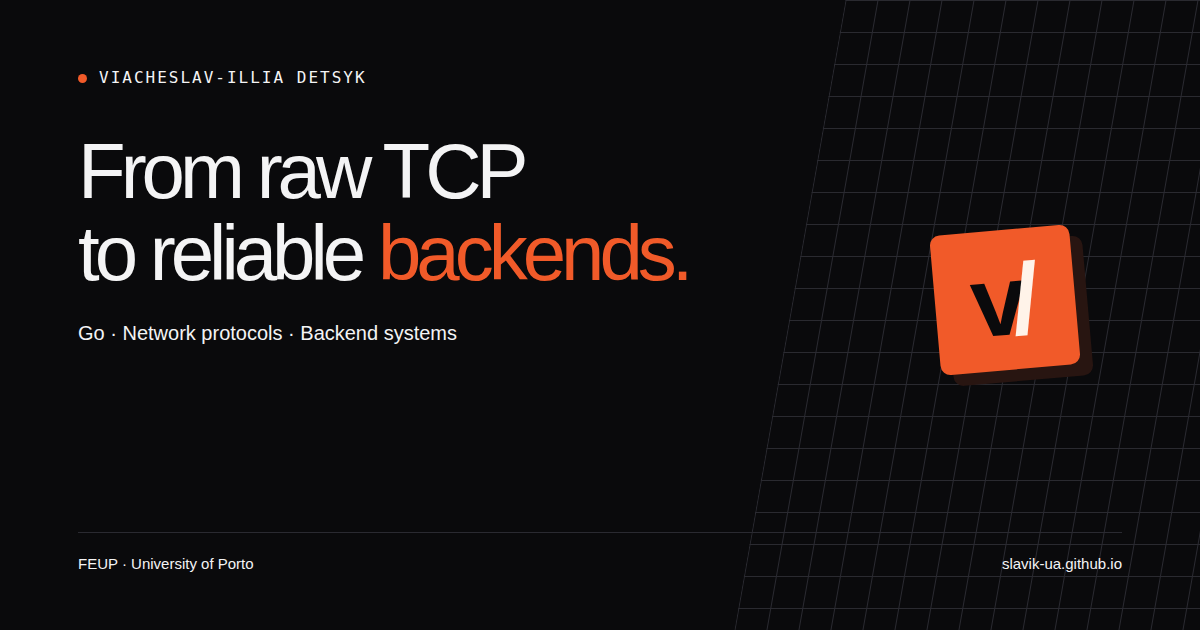 VIACHESLAV-ILLIA DETSYK
From raw TCP
to reliable backends.
v/
Go · Network protocols · Backend systems
FEUP · University of Porto
slavik-ua.github.io